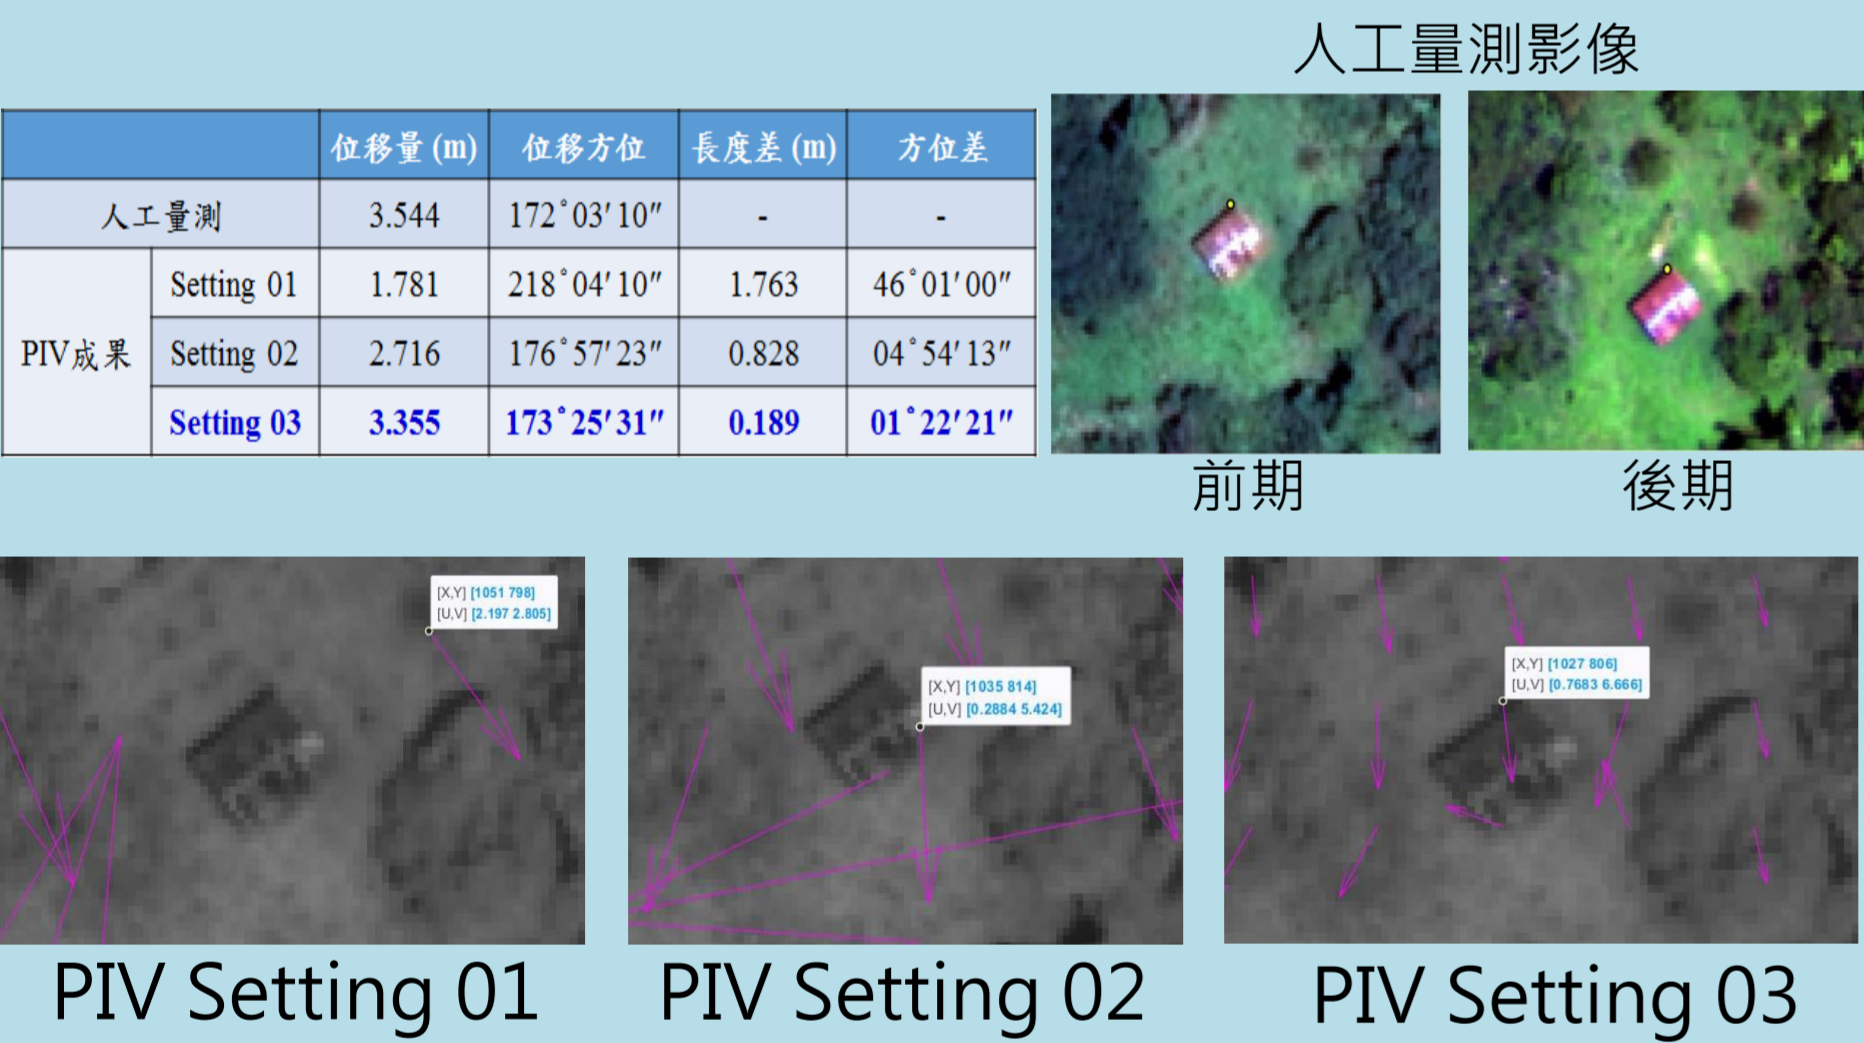 人工量測影像
位移量 (m) 位移方位 長度差 (m) 方位差
人工量測 3.544 172°03′10″ - -
PIV成果
Setting 01 1.781 218°04′10″ 1.763 46°01′00″
Setting 02 2.716 176°57′23″ 0.828 04°54′13″
Setting 03 3.355 173°25′31″ 0.189 01°22′21″
前期
後期
[X,Y] [1051 798]
[U,V] [2.197 2.805]
[X,Y] [1035 814]
[U,V] [0.2884 5.424]
[X,Y] [1027 806]
[U,V] [0.7683 6.666]
PIV Setting 01
PIV Setting 02
PIV Setting 03